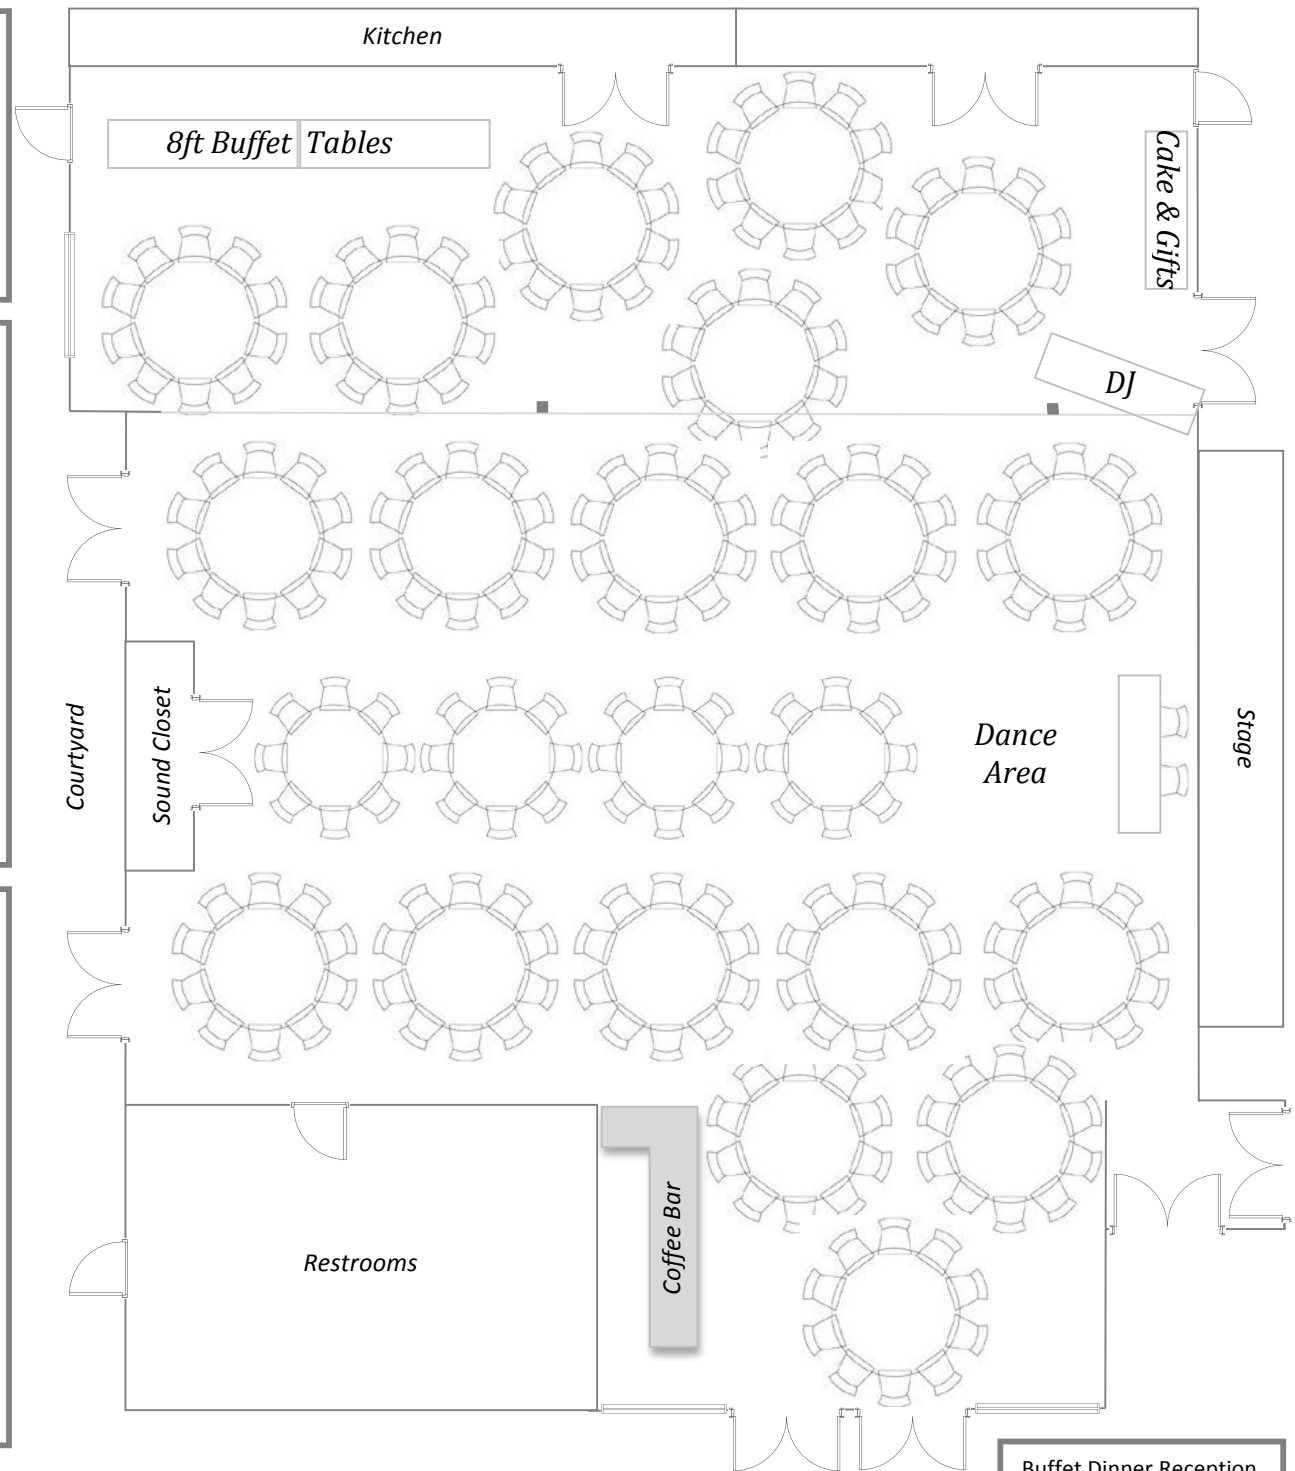 Kitchen
8ft Buffet Tables
Cake & Gifts
DJ
Courtyard
Sound Closet
Dance
Area
Stage
Restrooms
Coffee Bar
Buffet Dinner Reception